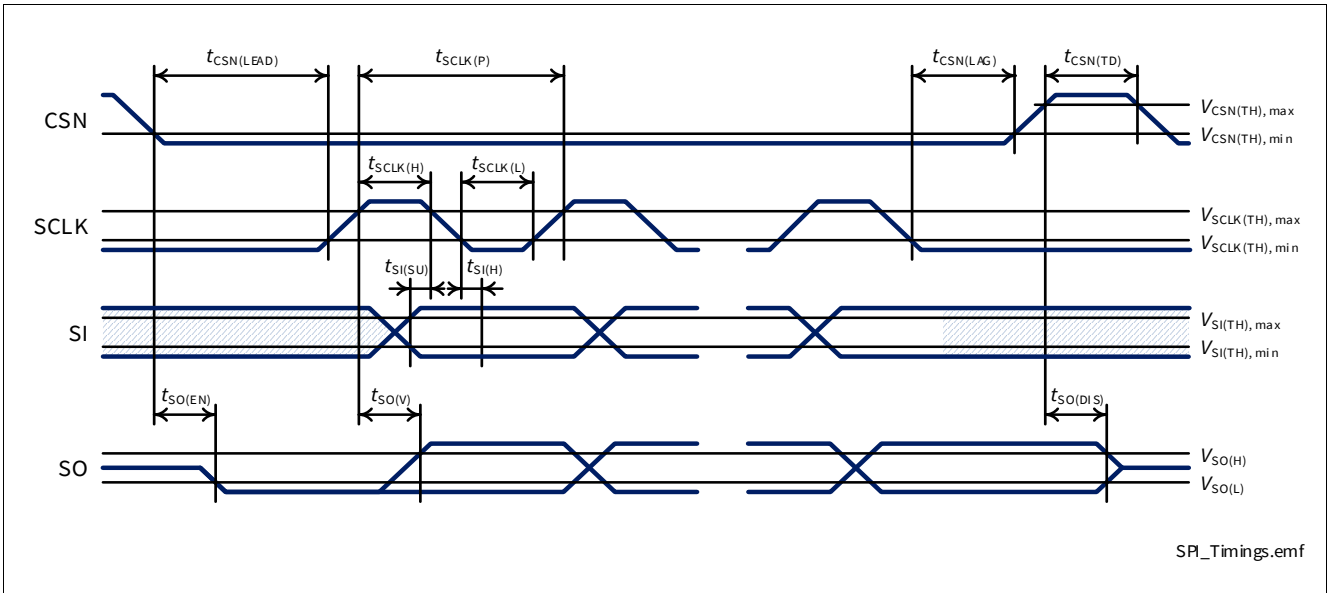 tCSN(LEAD) tSCLK(P) tCSN(LAG) tCSN(TD)
CSN
VCSN(TH), max
VCSN(TH), min
tSCLK(H) tSCLK(L)
SCLK
VSCLK(TH), max
VSCLK(TH), min
tSI(SU) tSI(H)
SI
VSI(TH), max
VSI(TH), min
tSO(EN) tSO(V) tSO(DIS)
SO
VSO(H)
VSO(L)
SPI_Timings.emf